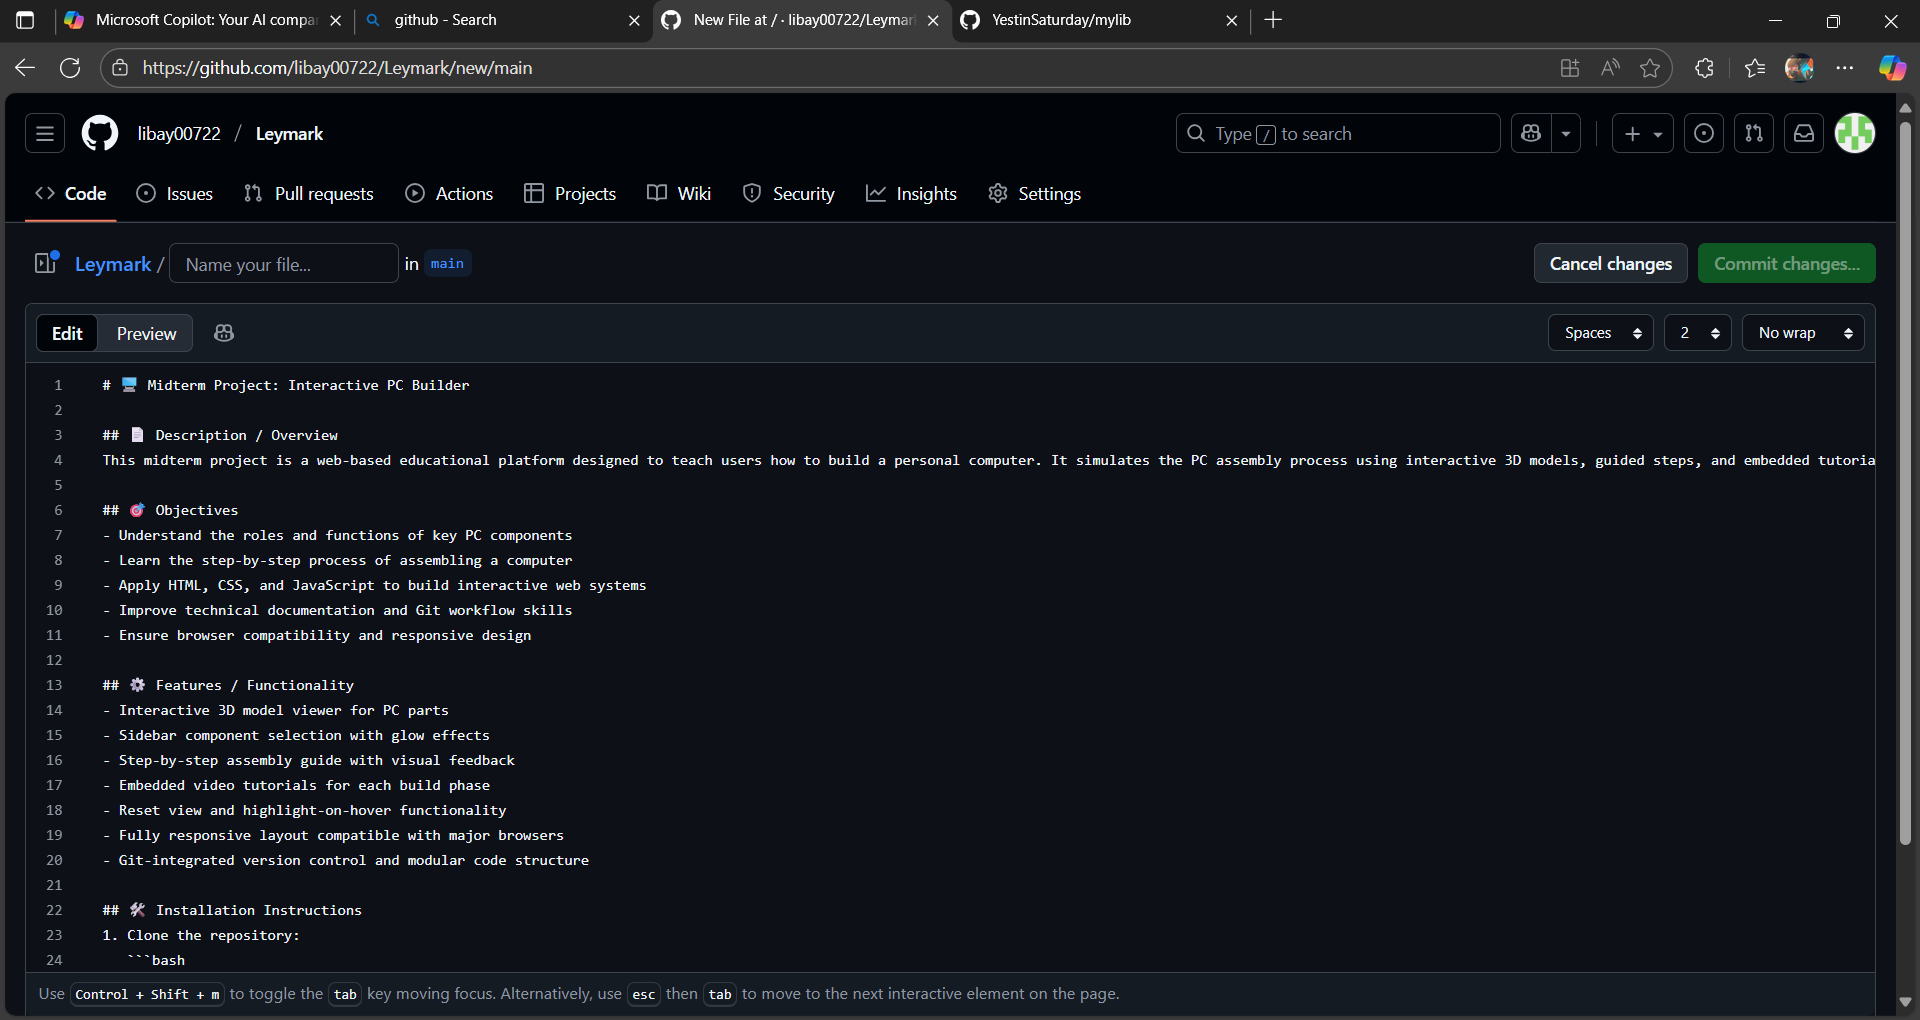 Microsoft Copilot: Your AI compan
github - Search
New File at / · libay00722/Leymar
YestinSaturday/mylib
https://github.com/libay00722/Leymark/new/main
libay00722 / Leymark
Type / to search
Code
Issues
Pull requests
Actions
Projects
Wiki
Security
Insights
Settings
Leymark / Name your file... in main
Cancel changes
Commit changes...
Edit
Preview
Spaces
2
No wrap
1 # 🖥️ Midterm Project: Interactive PC Builder
2
3 ## 📄 Description / Overview
4 This midterm project is a web-based educational platform designed to teach users how to build a personal computer. It simulates the PC assembly process using interactive 3D models, guided steps, and embedded tutoria
5
6 ## 🎯 Objectives
7 - Understand the roles and functions of key PC components
8 - Learn the step-by-step process of assembling a computer
9 - Apply HTML, CSS, and JavaScript to build interactive web systems
10 - Improve technical documentation and Git workflow skills
11 - Ensure browser compatibility and responsive design
12
13 ## ⚙️ Features / Functionality
14 - Interactive 3D model viewer for PC parts
15 - Sidebar component selection with glow effects
16 - Step-by-step assembly guide with visual feedback
17 - Embedded video tutorials for each build phase
18 - Reset view and highlight-on-hover functionality
19 - Fully responsive layout compatible with major browsers
20 - Git-integrated version control and modular code structure
21
22 ## 🛠️ Installation Instructions
23 1. Clone the repository:
24 ```bash
Use Control + Shift + m to toggle the tab key moving focus. Alternatively, use esc then tab to move to the next interactive element on the page.